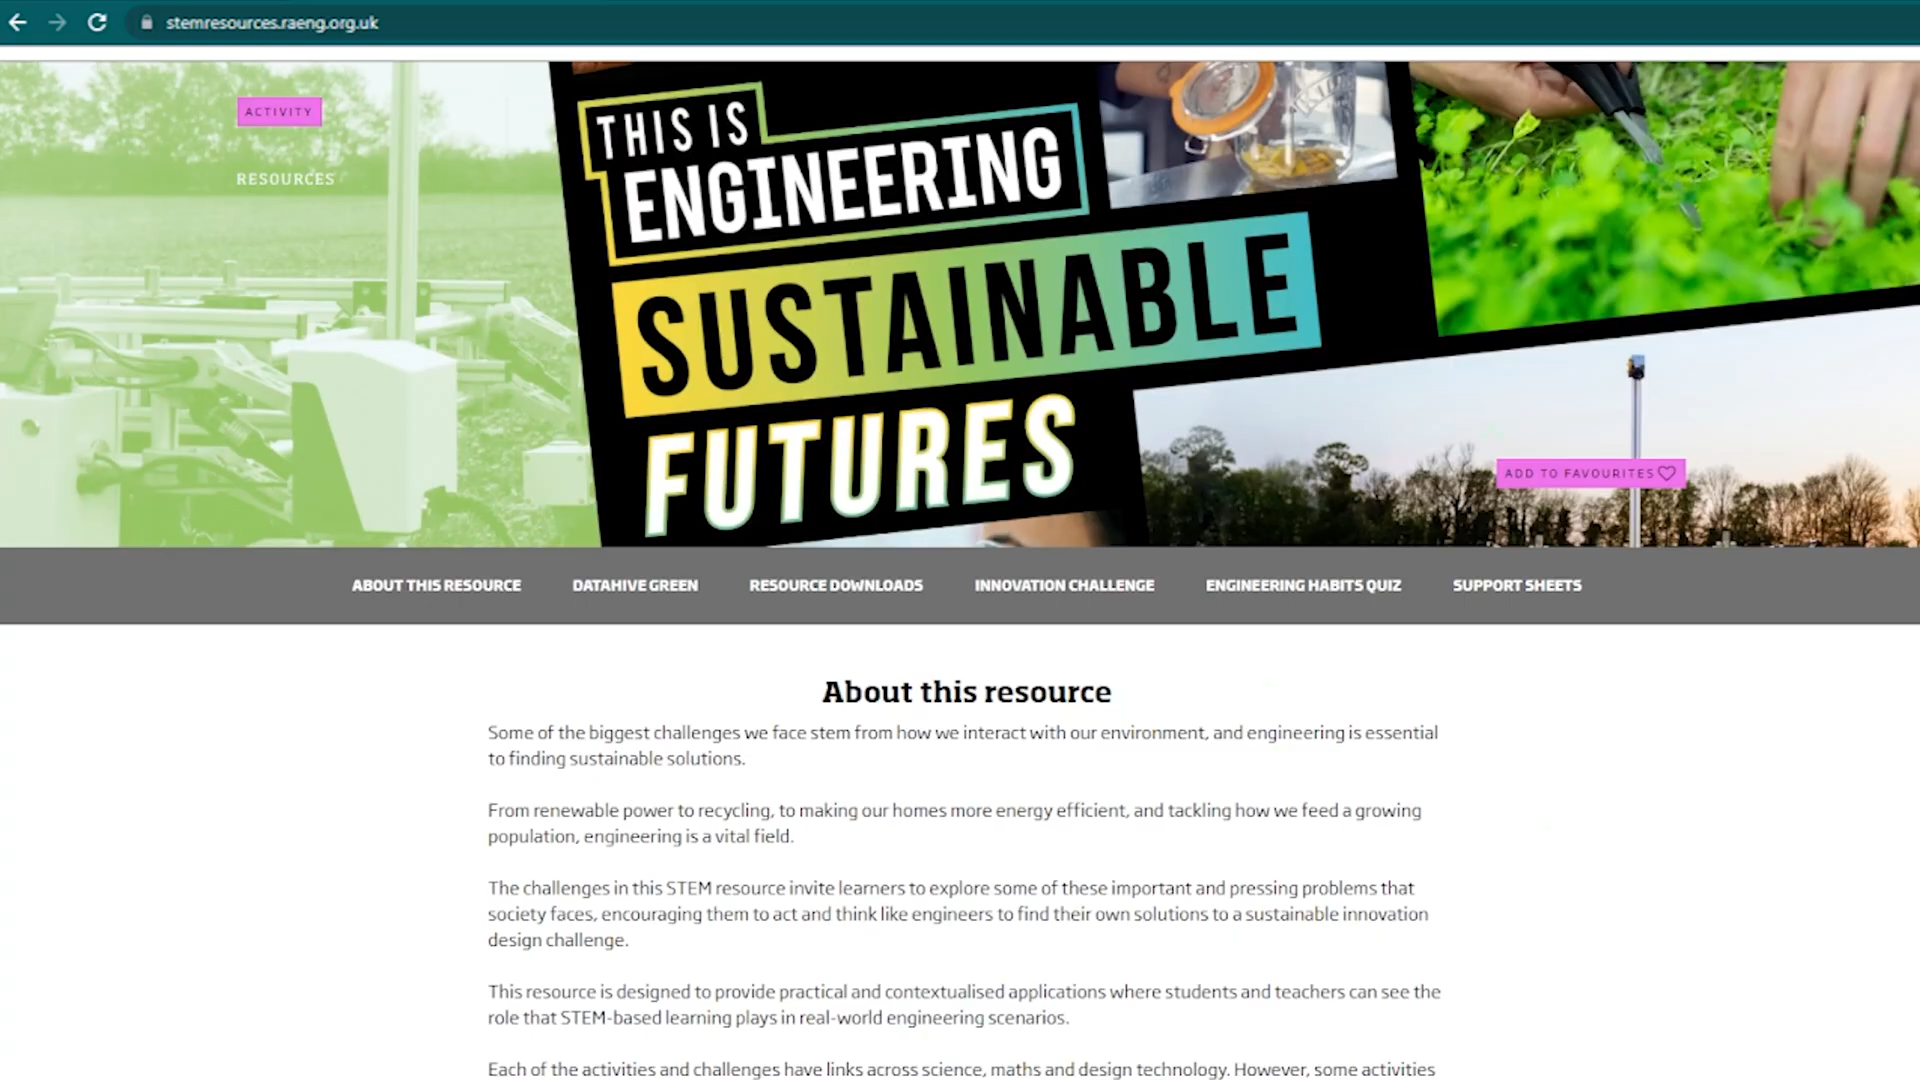 stemresources.raeng.org.uk
ACTIVITY
RESOURCES
THIS IS
ENGINEERING
SUSTAINABLE
FUTURES
ADD TO FAVOURITES
ABOUT THIS RESOURCE DATAHIVE GREEN RESOURCE DOWNLOADS INNOVATION CHALLENGE ENGINEERING HABITS QUIZ SUPPORT SHEETS
About this resource
Some of the biggest challenges we face stem from how we interact with our environment, and engineering is essential
to finding sustainable solutions.
From renewable power to recycling, to making our homes more energy efficient, and tackling how we feed a growing
population, engineering is a vital field.
The challenges in this STEM resource invite learners to explore some of these important and pressing problems that
society faces, encouraging them to act and think like engineers to find their own solutions to a sustainable innovation
design challenge.
This resource is designed to provide practical and contextualised applications where students and teachers can see the
role that STEM-based learning plays in real-world engineering scenarios.
Each of the activities and challenges have links across science, maths and design technology. However, some activities